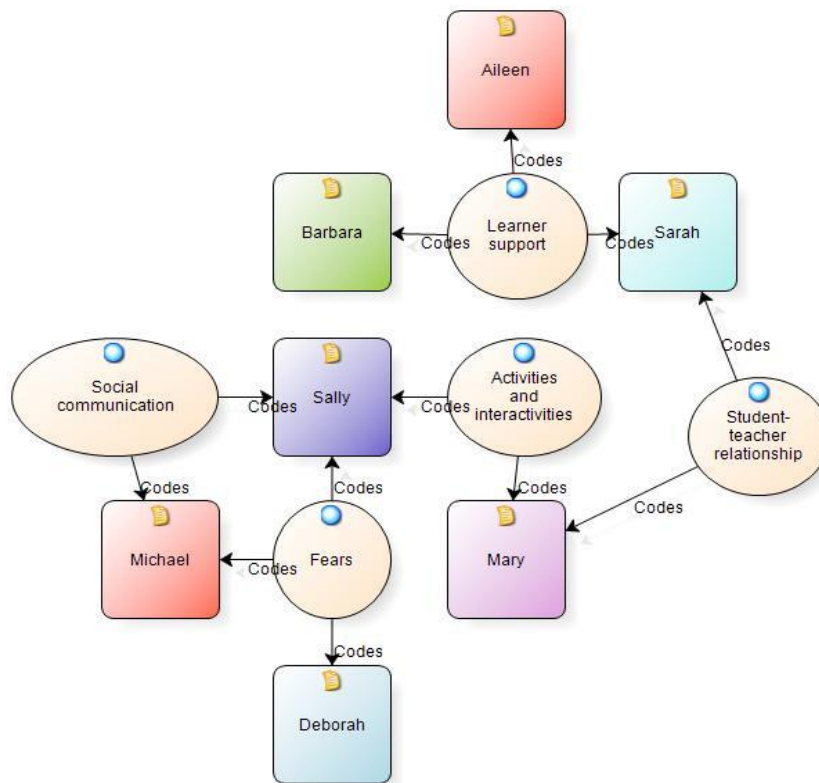 Aileen
Codes
Barbara
Codes
Learner
support
Codes
Sarah
Codes
Social
communication
Codes
Sally
Codes
Activities
and
interactivities
Student-
teacher
relationship
Codes
Codes
Codes
Codes
Michael
Codes
Fears
Mary
Codes
Deborah